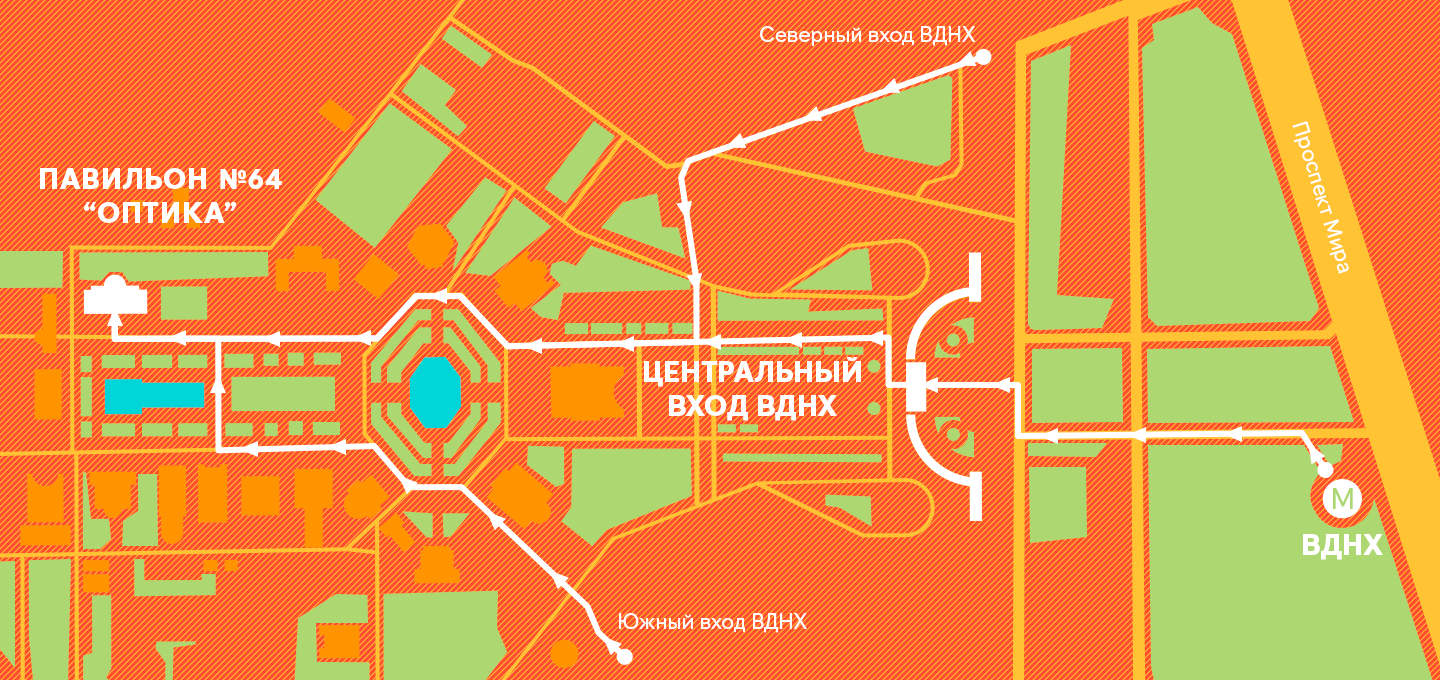 Северный вход ВДНХ
Проспект Мира
ПАВИЛЬОН №64
“ОПТИКА”
ЦЕНТРАЛЬНЫЙ
ВХОД ВДНХ
М
ВДНХ
Южный вход ВДНХ